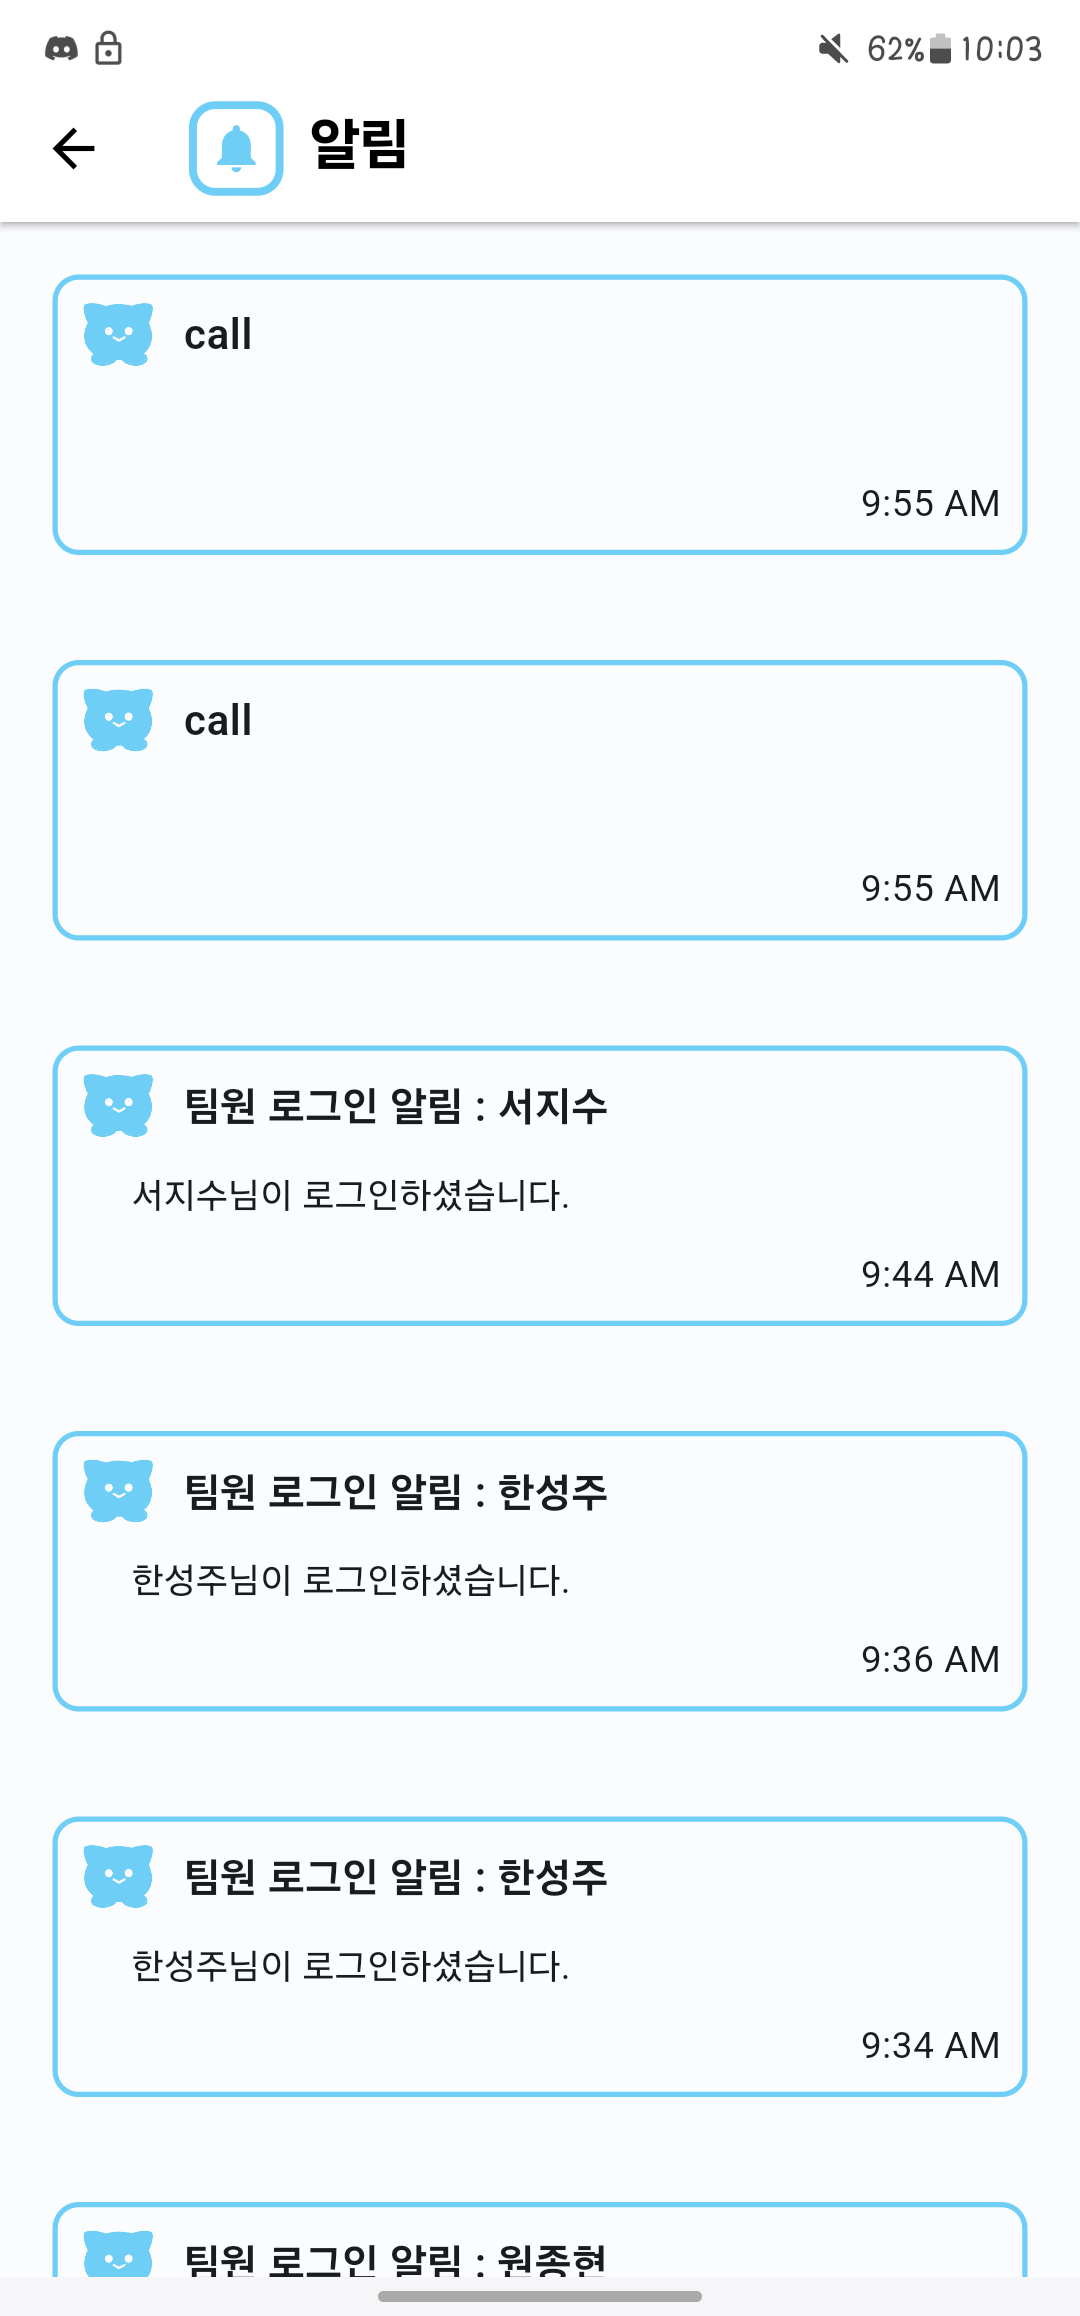 62% 10:03
알림
call
9:55 AM
call
9:55 AM
팀원 로그인 알림 : 서지수
서지수님이 로그인하셨습니다.
9:44 AM
팀원 로그인 알림 : 한성주
한성주님이 로그인하셨습니다.
9:36 AM
팀원 로그인 알림 : 한성주
한성주님이 로그인하셨습니다.
9:34 AM
팀원 로그인 알림 : 원종현